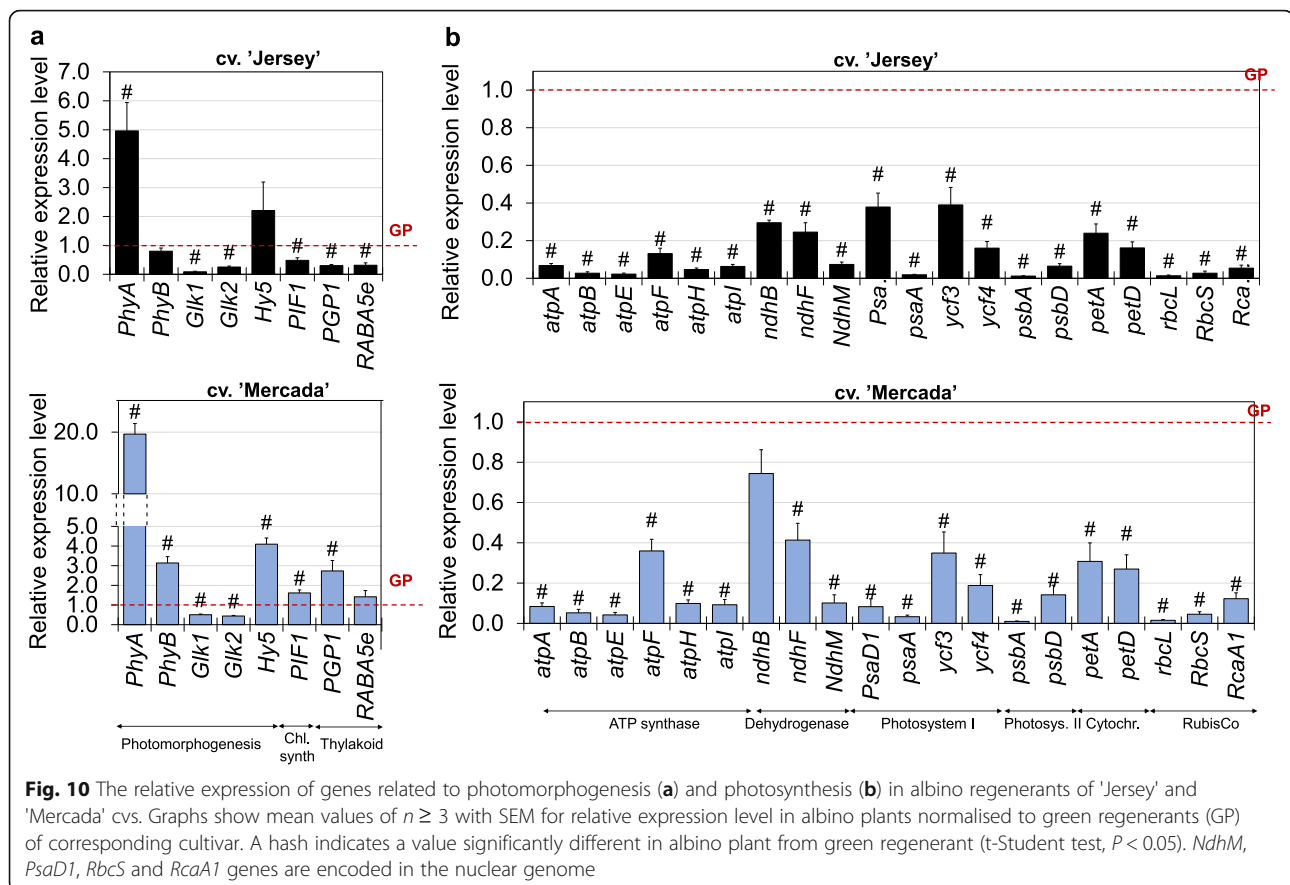 a
cv. 'Jersey'
Relative expression level
7.0
6.0
5.0
4.0
3.0
2.0
1.0
0.0
# # # # # #
GP
PhyA PhyB Glk1 Glk2 Hy5 PIF1 PGP1 RABA5e
b
cv. 'Jersey'
Relative expression level
1.0
0.8
0.6
0.4
0.2
0.0
GP
# # # # # # # # # # # # # # # # # # # #
atpA atpB atpE atpF atpH atpI ndhB ndhF NdhM Psa. psaA ycf3 ycf4 psbA psbD petA petD rbcL RbcS Rca.
cv. 'Mercada'
Relative expression level
20.0
10.0
5.0
4.0
3.0
2.0
1.0
0.0
# # # # # # #
GP
PhyA PhyB Glk1 Glk2 Hy5 PIF1 PGP1 RABA5e
Photomorphogenesis Chl. synth Thylakoid
cv. 'Mercada'
Relative expression level
1.0
0.8
0.6
0.4
0.2
0.0
GP
# # # # # # # # # # # # # # # # # # #
atpA atpB atpE atpF atpH atpI ndhB ndhF NdhM PsaD1 psaA ycf3 ycf4 psbA psbD petA petD rbcL RbcS RcaA1
ATP synthase Dehydrogenase Photosystem I Photosys. II Cytochr. RubisCo
Fig. 10 The relative expression of genes related to photomorphogenesis (a) and photosynthesis (b) in albino regenerants of 'Jersey' and
'Mercada' cvs. Graphs show mean values of n ≥ 3 with SEM for relative expression level in albino plants normalised to green regenerants (GP)
of corresponding cultivar. A hash indicates a value significantly different in albino plant from green regenerant (t-Student test, P < 0.05). NdhM,
PsaD1, RbcS and RcaA1 genes are encoded in the nuclear genome